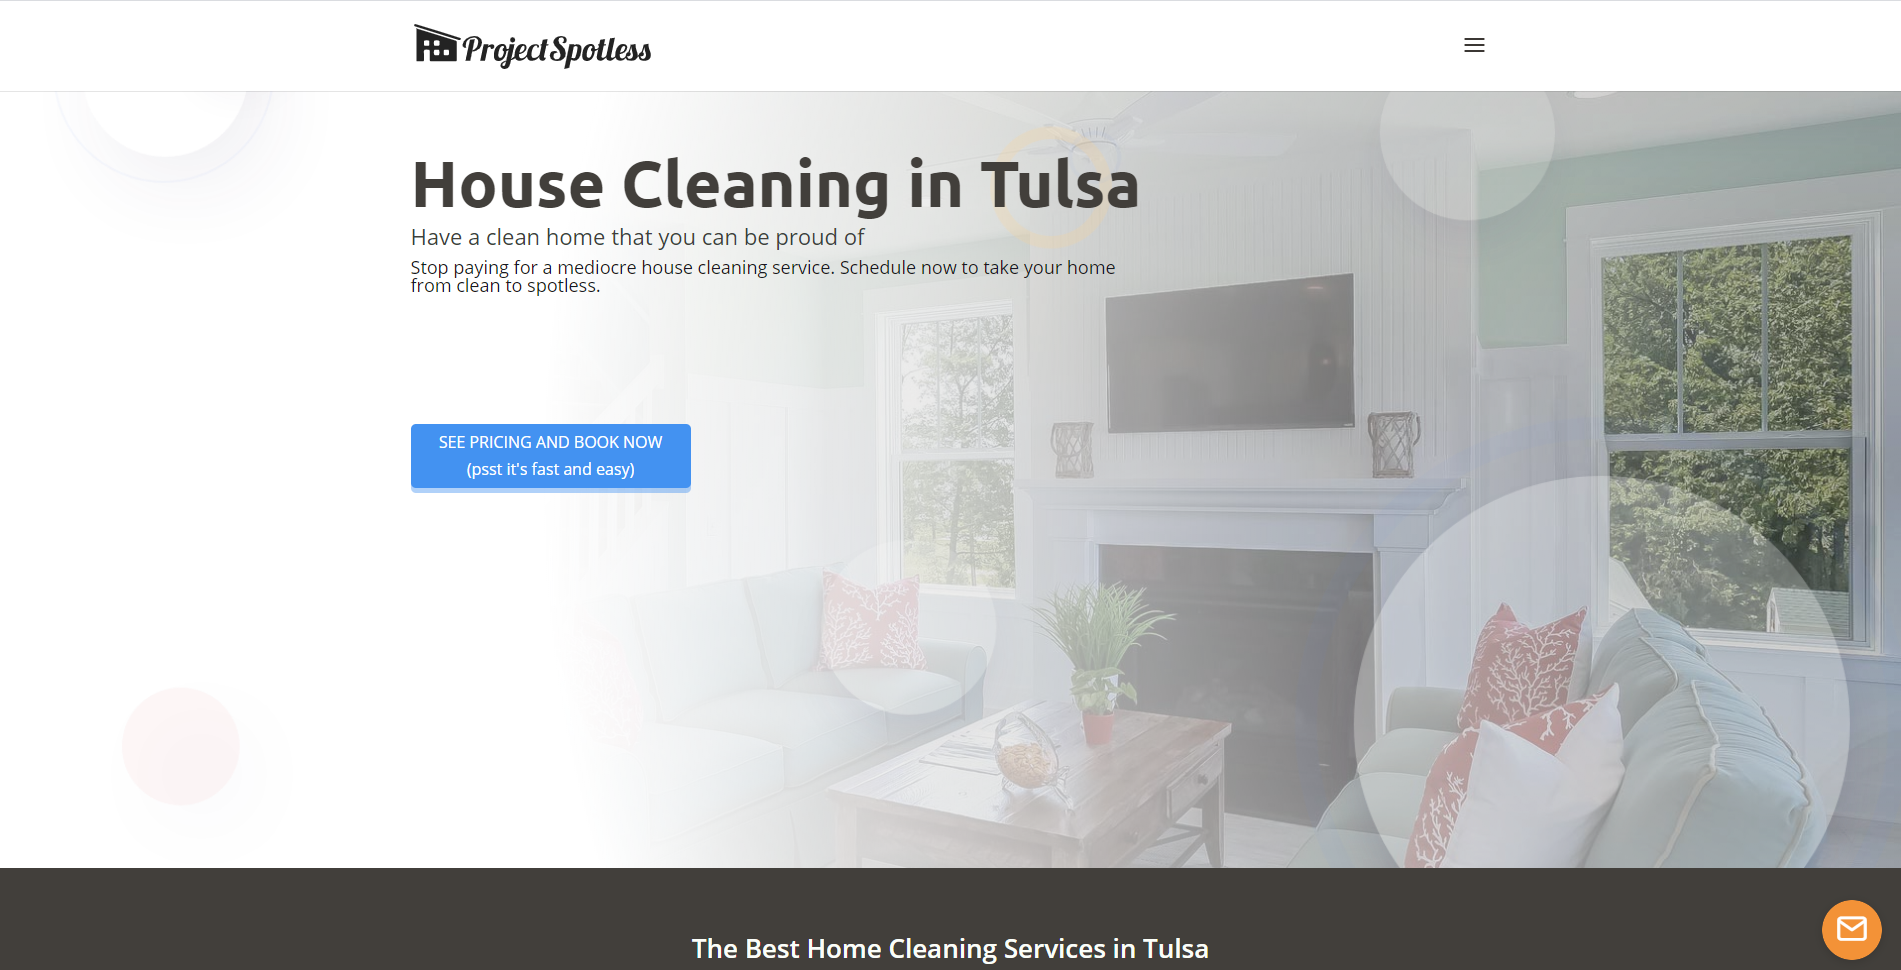 Project Spotless
House Cleaning in Tulsa
Have a clean home that you can be proud of
Stop paying for a mediocre house cleaning service. Schedule now to take your home
from clean to spotless.
SEE PRICING AND BOOK NOW
(psst it's fast and easy)
The Best Home Cleaning Services in Tulsa